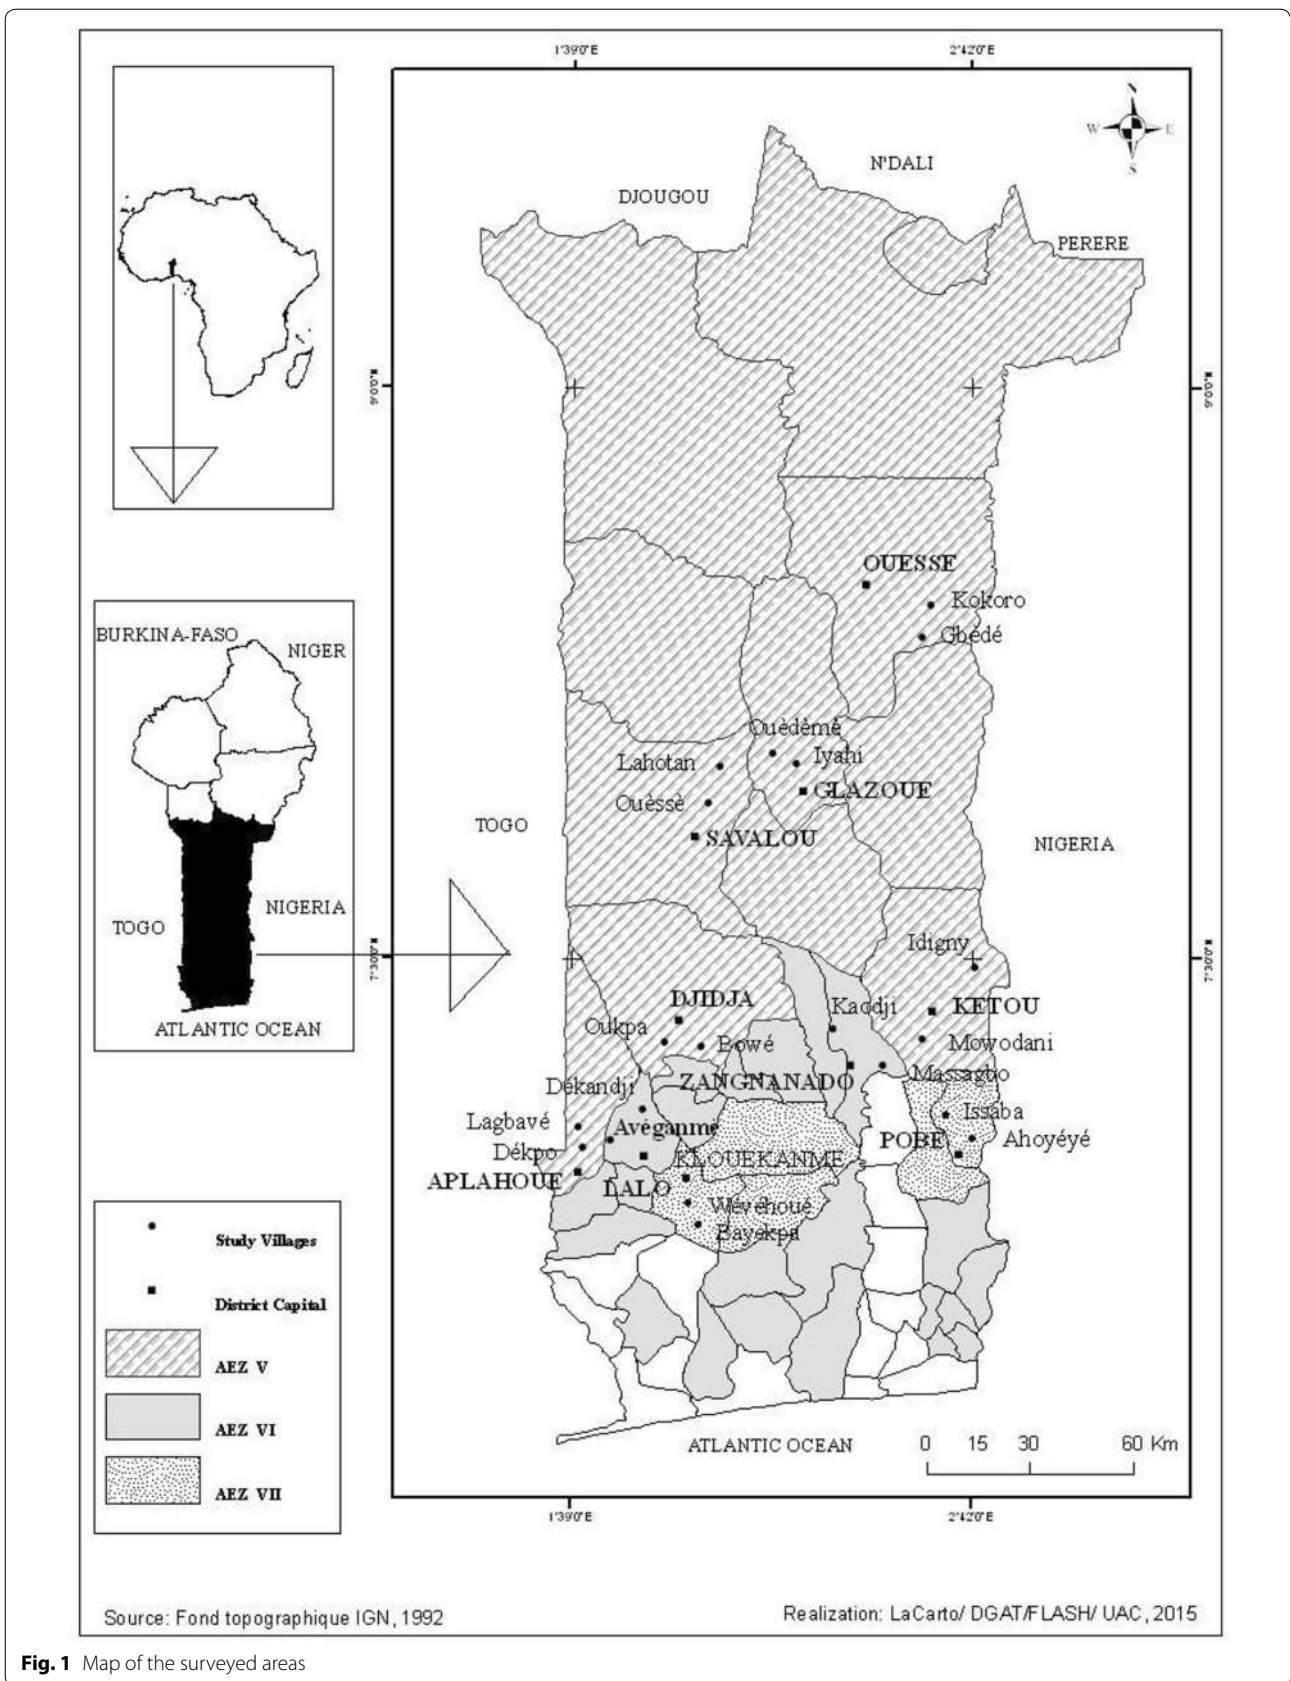 1°39'0"E
2°42'0"E
N
W
E
S
N'DALI
DJOUGOU
PERERE
9°0'0"N
9°0'0"N
OUESSE
Kokoro
Gbèdé
BURKINA-FASO
NIGER
Ouèdèmè
Iyahi
Lahotan
GLAZOUE
Ouèssè
TOGO
SAVALOU
NIGERIA
NIGERIA
TOGO
Idigny
7°30'0"N
7°30'0"N
DJIDJA
Kaodji
KETOU
ATLANTIC OCEAN
Oukpa
Bowé
Mowodani
Massagbo
ZANGNANADO
Dékandji
Issaba
Lagbavé
Avéganmè
POBE
Ahoyéyé
Dékpo
KLOUEKANME
APLAHOUE
LALO
Wévèhoué
Bayékpa
Study Villages
District Capital
AEZ V
AEZ VI
AEZ VII
ATLANTIC OCEAN
0 15 30 60 Km
1°39'0"E
2°42'0"E
Source: Fond topographique IGN, 1992
Realization: LaCarto/ DGAT/FLASH/ UAC, 2015
Fig. 1 Map of the surveyed areas